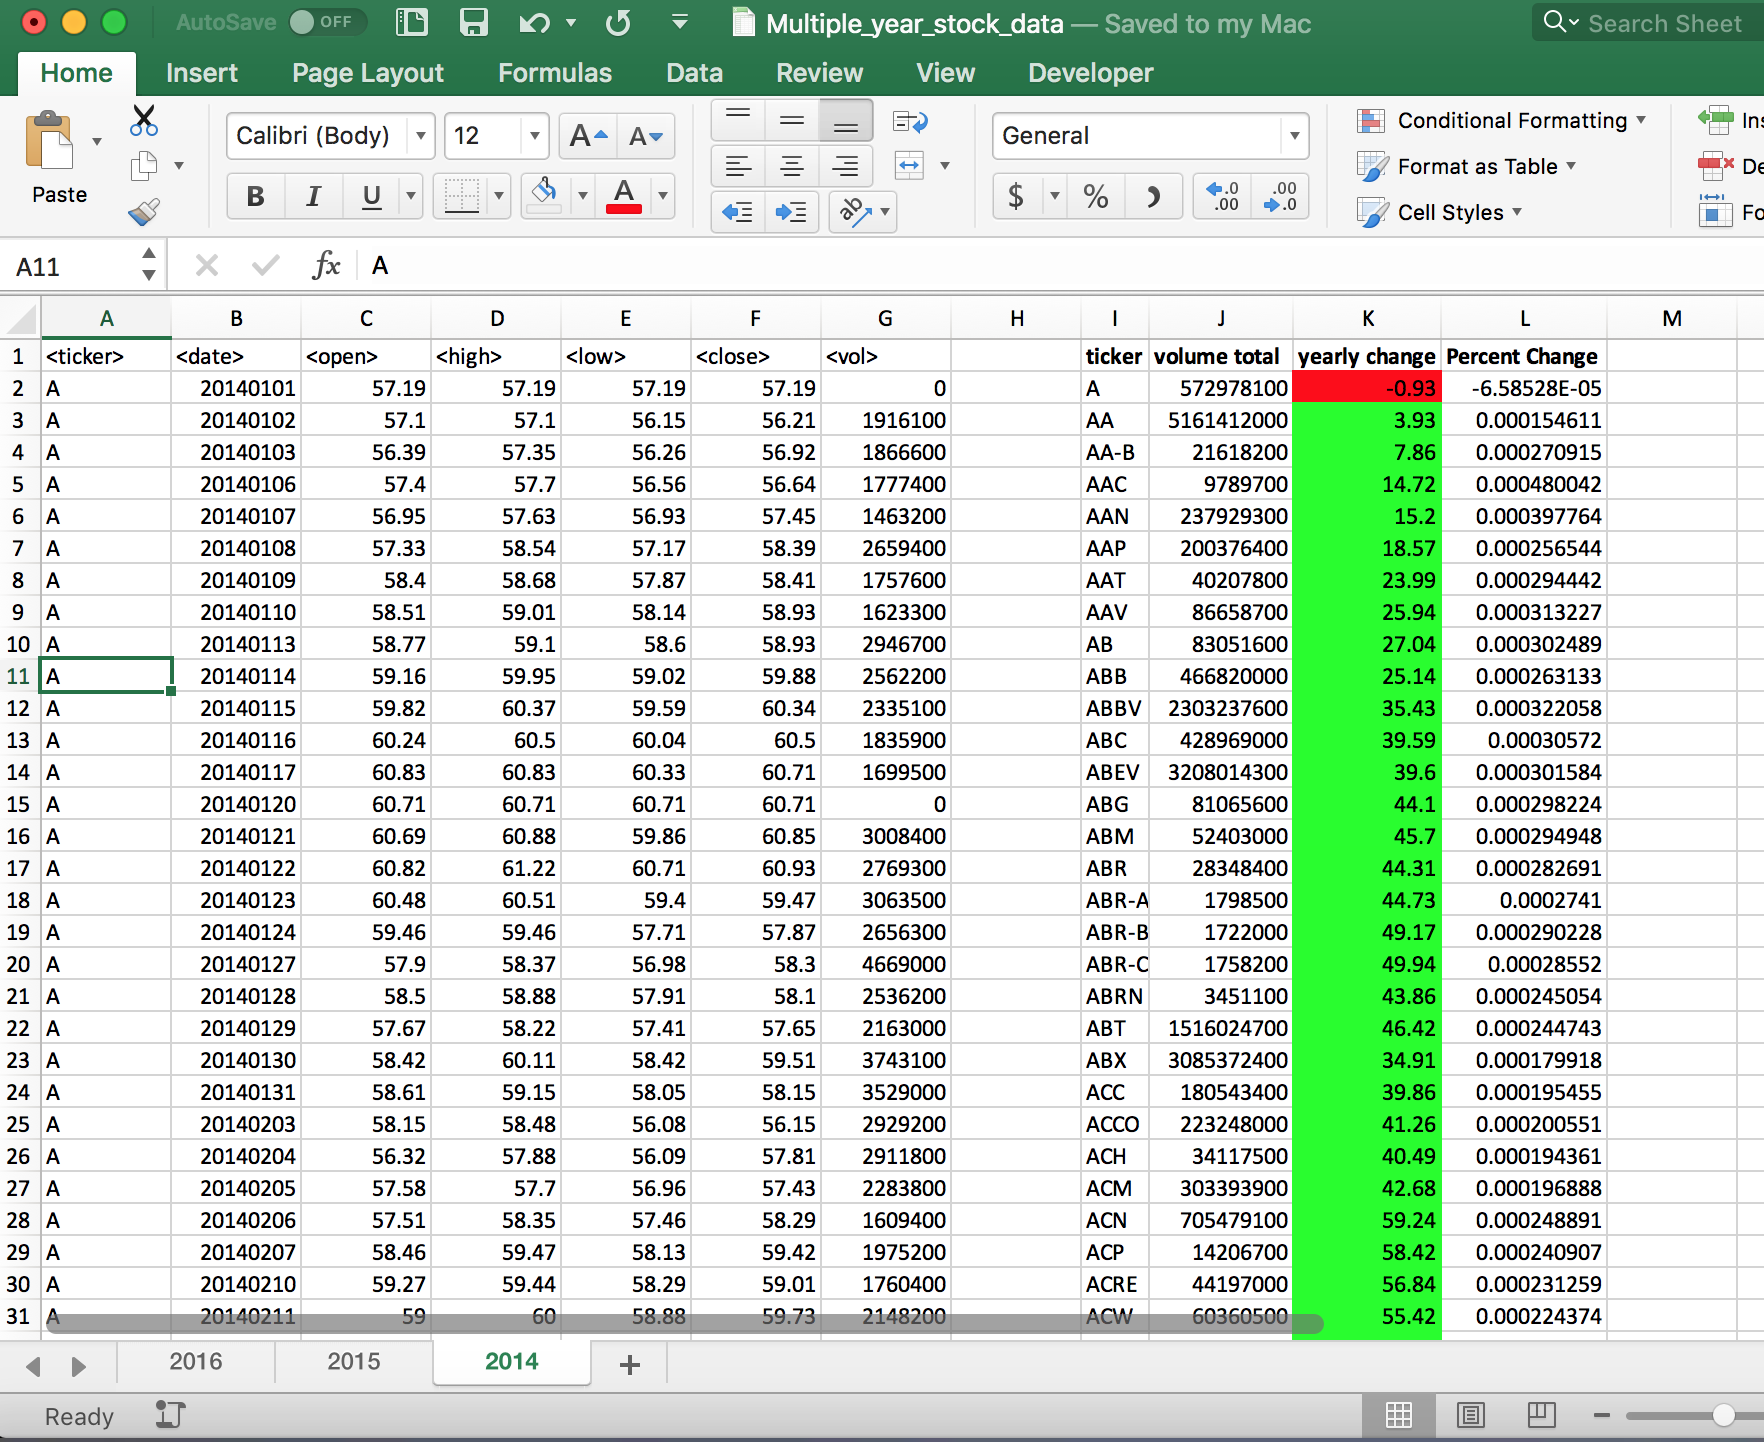 AutoSave OFF Multiple_year_stock_data — Saved to my Mac Search Sheet
Home Insert Page Layout Formulas Data Review View Developer
Paste Calibri (Body) 12 A A General Conditional Formatting
B I U A ab $ % .0 .00 .00 .0 Format as Table
Cell Styles
A11 fx A
A B C D E F G H I J K L M
1 <ticker> <date> <open> <high> <low> <close> <vol> ticker volume total yearly change Percent Change
2 A 20140101 57.19 57.19 57.19 57.19 0 A 572978100 -0.93 -6.58528E-05
3 A 20140102 57.1 57.1 56.15 56.21 1916100 AA 5161412000 3.93 0.000154611
4 A 20140103 56.39 57.35 56.26 56.92 1866600 AA-B 21618200 7.86 0.000270915
5 A 20140106 57.4 57.7 56.56 56.64 1777400 AAC 9789700 14.72 0.000480042
6 A 20140107 56.95 57.63 56.93 57.45 1463200 AAN 237929300 15.2 0.000397764
7 A 20140108 57.33 58.54 57.17 58.39 2659400 AAP 200376400 18.57 0.000256544
8 A 20140109 58.4 58.68 57.87 58.41 1757600 AAT 40207800 23.99 0.000294442
9 A 20140110 58.51 59.01 58.14 58.93 1623300 AAV 86658700 25.94 0.000313227
10 A 20140113 58.77 59.1 58.6 58.93 2946700 AB 83051600 27.04 0.000302489
11 A 20140114 59.16 59.95 59.02 59.88 2562200 ABB 466820000 25.14 0.000263133
12 A 20140115 59.82 60.37 59.59 60.34 2335100 ABBV 2303237600 35.43 0.000322058
13 A 20140116 60.24 60.5 60.04 60.5 1835900 ABC 428969000 39.59 0.00030572
14 A 20140117 60.83 60.83 60.33 60.71 1699500 ABEV 3208014300 39.6 0.000301584
15 A 20140120 60.71 60.71 60.71 60.71 0 ABG 81065600 44.1 0.000298224
16 A 20140121 60.69 60.88 59.86 60.85 3008400 ABM 52403000 45.7 0.000294948
17 A 20140122 60.82 61.22 60.71 60.93 2769300 ABR 28348400 44.31 0.000282691
18 A 20140123 60.48 60.51 59.4 59.47 3063500 ABR-A 1798500 44.73 0.0002741
19 A 20140124 59.46 59.46 57.71 57.87 2656300 ABR-B 1722000 49.17 0.000290228
20 A 20140127 57.9 58.37 56.98 58.3 4669000 ABR-C 1758200 49.94 0.00028552
21 A 20140128 58.5 58.88 57.91 58.1 2536200 ABRN 3451100 43.86 0.000245054
22 A 20140129 57.67 58.22 57.41 57.65 2163000 ABT 1516024700 46.42 0.000244743
23 A 20140130 58.42 60.11 58.42 59.51 3743100 ABX 3085372400 34.91 0.000179918
24 A 20140131 58.61 59.15 58.05 58.15 3529000 ACC 180543400 39.86 0.000195455
25 A 20140203 58.15 58.48 56.08 56.15 2929200 ACCO 223248000 41.26 0.000200551
26 A 20140204 56.32 57.88 56.09 57.81 2911800 ACH 34117500 40.49 0.000194361
27 A 20140205 57.58 57.7 56.96 57.43 2283800 ACM 303393900 42.68 0.000196888
28 A 20140206 57.51 58.35 57.46 58.29 1609400 ACN 705479100 59.24 0.000248891
29 A 20140207 58.46 59.47 58.13 59.42 1975200 ACP 14206700 58.42 0.000240907
30 A 20140210 59.27 59.44 58.29 59.01 1760400 ACRE 44197000 56.84 0.000231259
31 A 20140211 59 60 58.88 59.73 2148200 ACW 60360500 55.42 0.000224374
2016 2015 2014 +
Ready